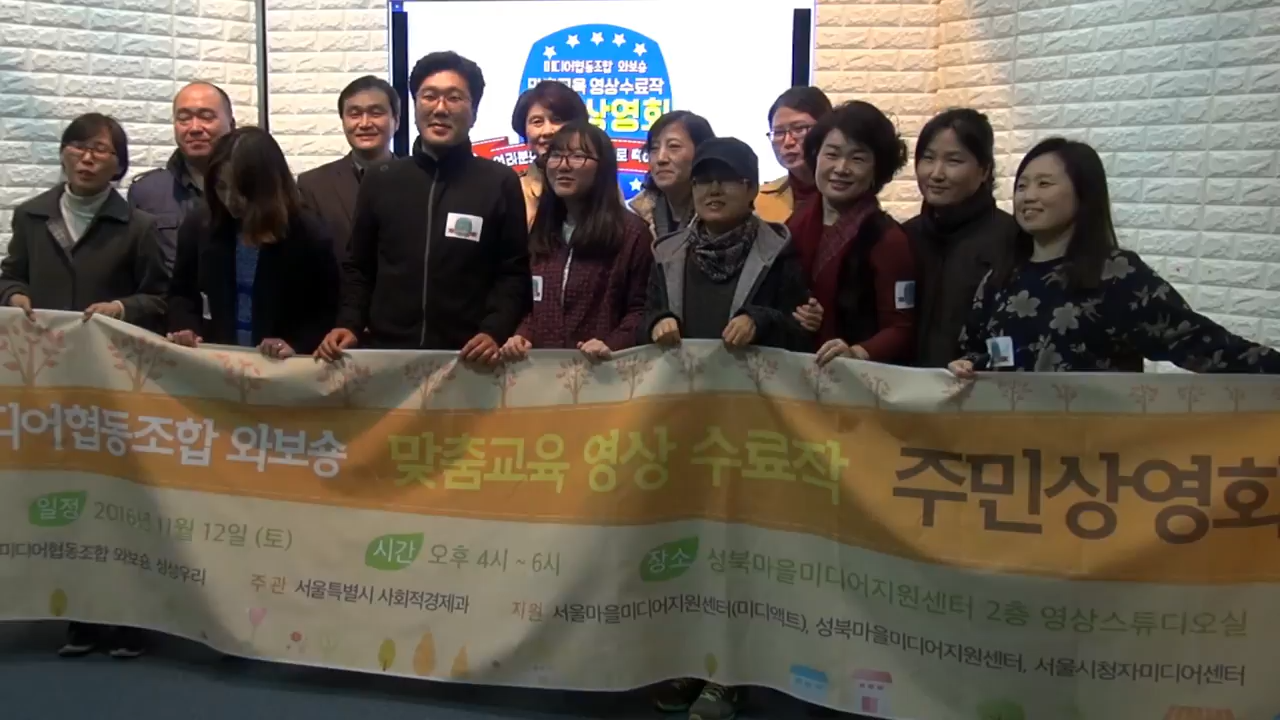 미디어협동조합 와보숑
맞춤교육 영상수료작
상영회
디어협동조합 와보숑 맞춤교육 영상 수료작 주민상영회
일정 2016년 11월 12일 (토) 시간 오후 4시 ~ 6시 장소 성북마을미디어지원센터 2층 영상스튜디오실
미디어협동조합 와보숑, 성상우리 주관 서울특별시 사회적경제과 지원 서울마을미디어지원센터(미디액트), 성북마을미디어지원센터, 서울시청자미디어센터